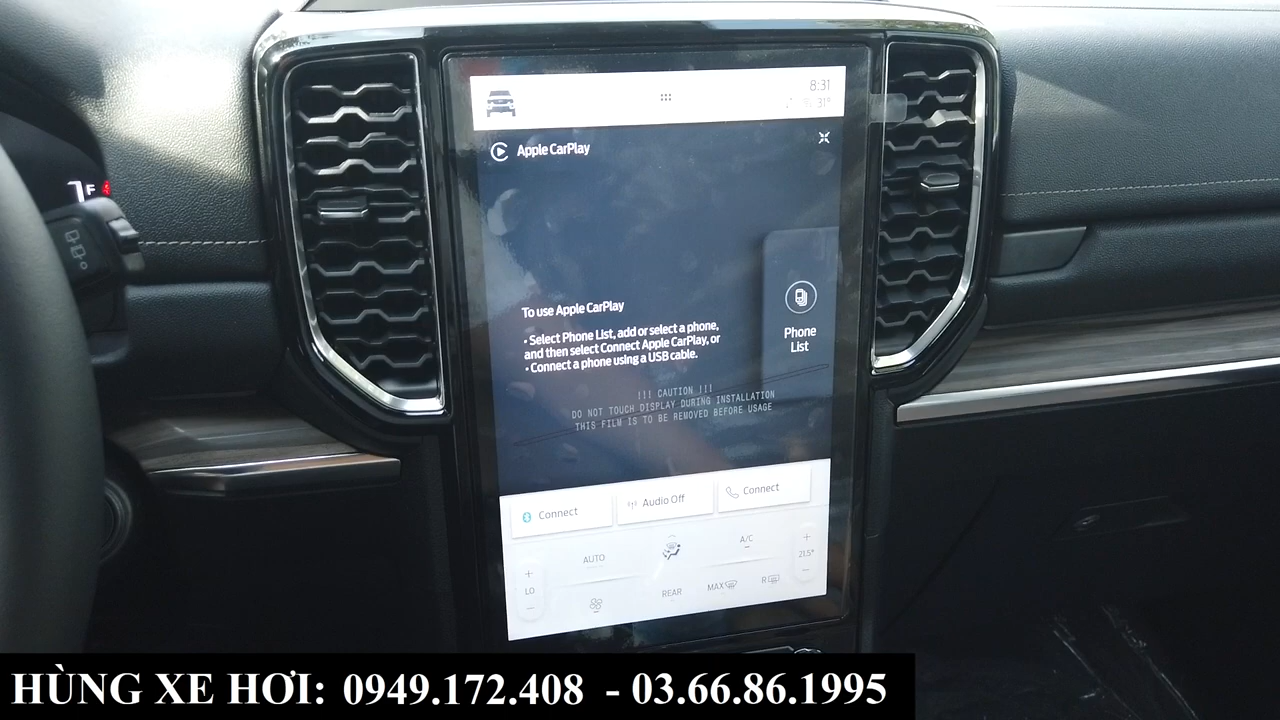 8:31
31°
Apple CarPlay
F
To use Apple CarPlay
• Select Phone List, add or select a phone,
and then select Connect Apple CarPlay, or
• Connect a phone using a USB cable.
Phone
List
!!! CAUTION !!!
DO NOT TOUCH DISPLAY DURING INSTALLATION
THIS FILM IS TO BE REMOVED BEFORE USAGE
Connect
Audio Off
Connect
AUTO
A/C
+
21.5°
−
+
LO
−
REAR
MAX
R
HÙNG XE HƠI: 0949.172.408 - 03.66.86.1995